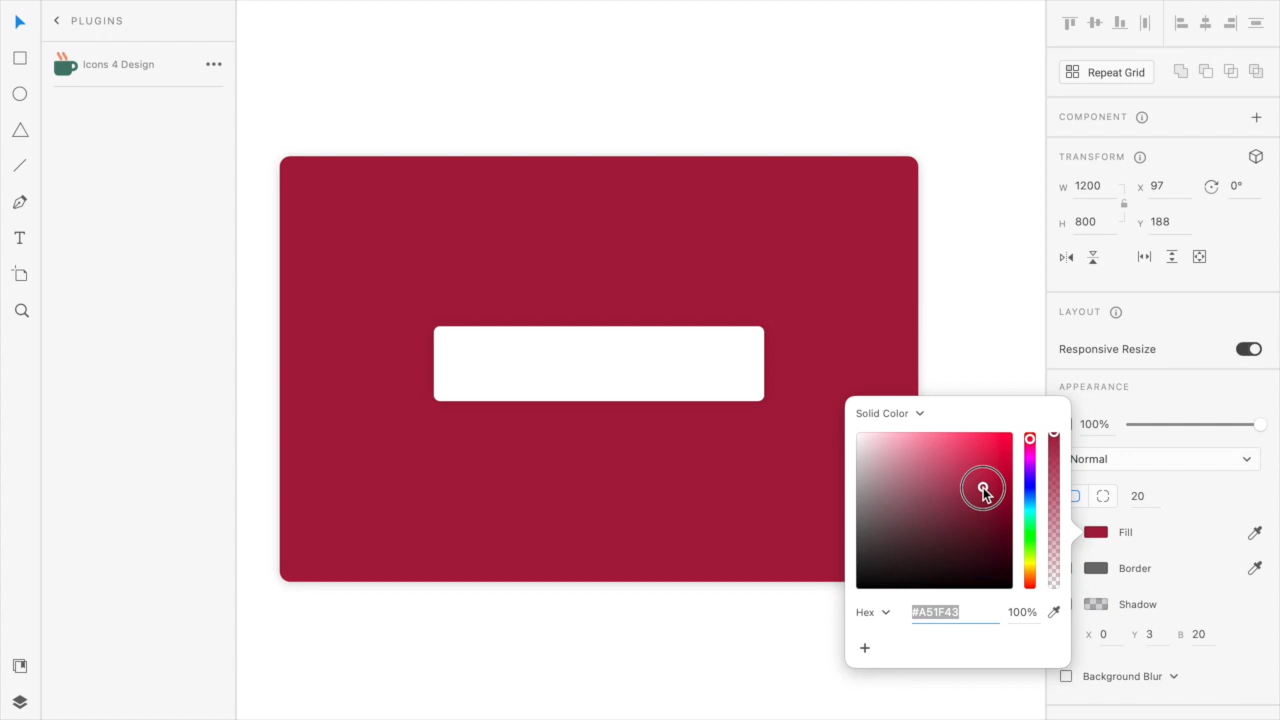 PLUGINS
Icons 4 Design
Repeat Grid
COMPONENT
TRANSFORM
W 1200 X 97 0°
H 800 Y 188
LAYOUT
Responsive Resize
APPEARANCE
100%
Normal
20
Fill
Border
Shadow
X 0 Y 3 B 20
Background Blur
Solid Color
Hex #A51F43 100%